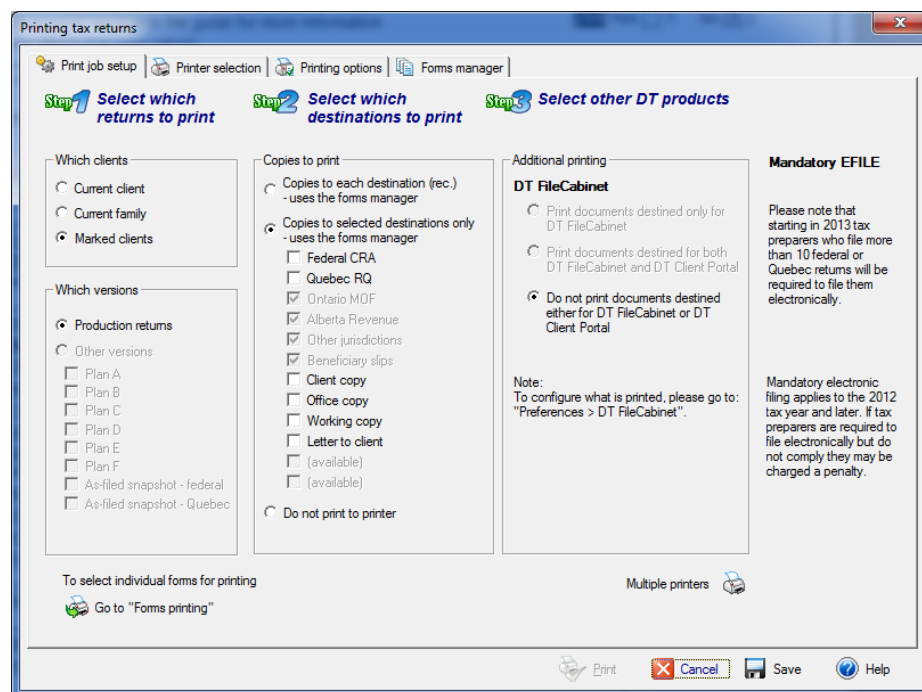 the guide for more information
Printing tax returns
Print job setup
Printer selection
Printing options
Forms manager
Step 1 Select which
returns to print
Step 2 Select which
destinations to print
Step 3 Select other DT products
Which clients
Current client
Current family
Marked clients
Which versions
Production returns
Other versions
Plan A
Plan B
Plan C
Plan D
Plan E
Plan F
As-filed snapshot - federal
As-filed snapshot - Quebec
Copies to print
Copies to each destination (rec.)
- uses the forms manager
Copies to selected destinations only
- uses the forms manager
Federal CRA
Quebec RQ
Ontario MOF
Alberta Revenue
Other jurisdictions
Beneficiary slips
Client copy
Office copy
Working copy
Letter to client
(available)
(available)
Do not print to printer
Additional printing
DT FileCabinet
Print documents destined only for
DT FileCabinet
Print documents destined for both
DT FileCabinet and DT Client Portal
Do not print documents destined
either for DT FileCabinet or DT
Client Portal
Note:
To configure what is printed, please go to:
"Preferences > DT FileCabinet".
Mandatory EFILE
Please note that
starting in 2013 tax
preparers who file more
than 10 federal or
Quebec returns will be
required to file them
electronically.
Mandatory electronic
filing applies to the 2012
tax year and later. If tax
preparers are required to
file electronically but do
not comply they may be
charged a penalty.
To select individual forms for printing
Go to "Forms printing"
Multiple printers
Print
Cancel
Save
Help